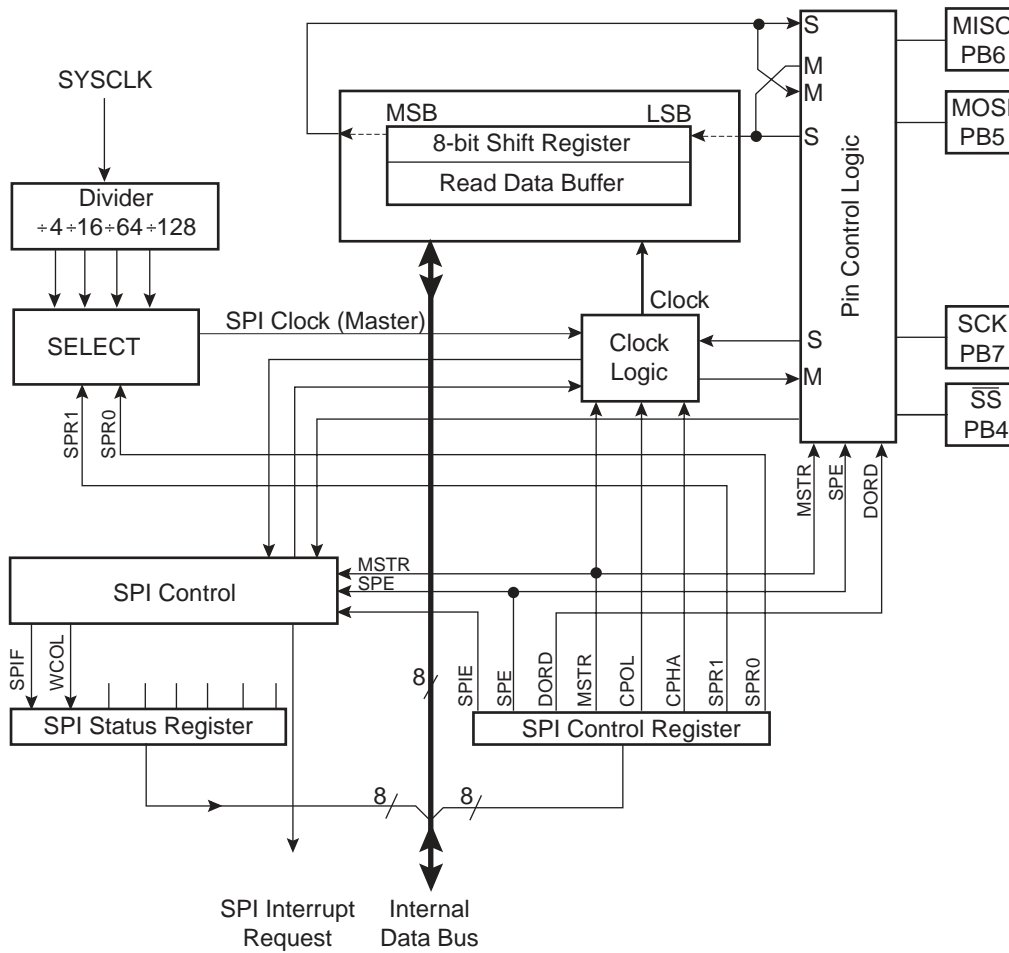 SYSCLK
Divider
÷4÷16÷64÷128
SELECT
SPR1
SPR0
SPI Clock (Master)
MSB
LSB
8-bit Shift Register
Read Data Buffer
Clock
Clock
Logic
S
M
M
S
S
M
Pin Control Logic
MISO
PB6
MOSI
PB5
SCK
PB7
SS
PB4
MSTR
SPE
DORD
SPI Control
MSTR
SPE
SPIF
WCOL
SPI Status Register
8
SPIE
SPE
DORD
MSTR
CPOL
CPHA
SPR1
SPR0
SPI Control Register
8
8
SPI Interrupt
Request
Internal
Data Bus